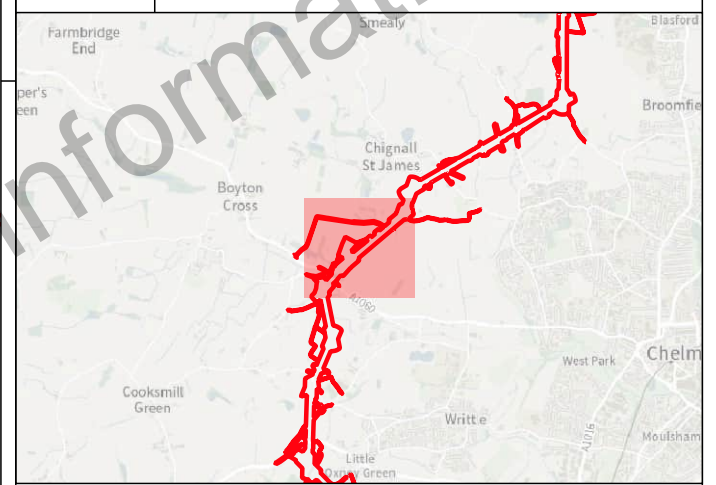 Smealy
Blasford
Farmbridge
End
per's
een
Broomfie
Chignall
St James
Boyton
Cross
A1060
West Park
Chelm
Cooksmill
Green
Writtle
A1016
Moulsham
Little
Oxney Green
Informati